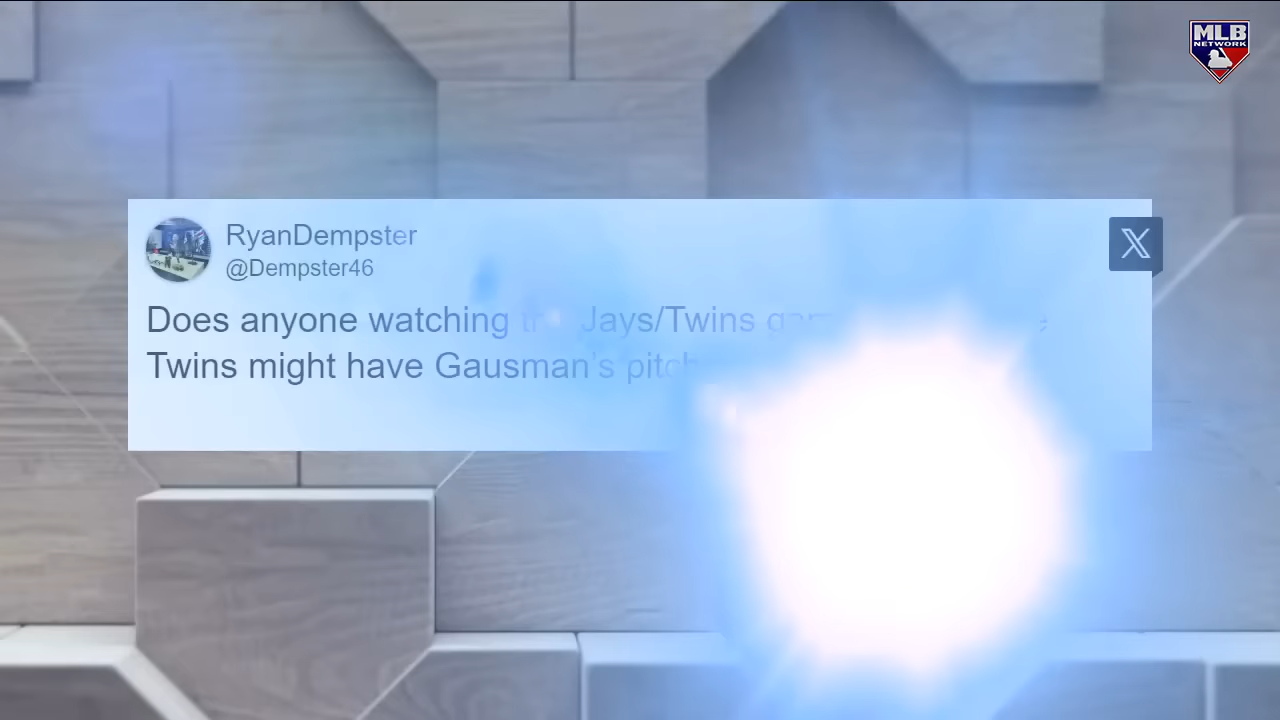 MLB
NETWORK
RyanDempster
@Dempster46
Does anyone watching Jays/Twins
Twins might have Gausman's